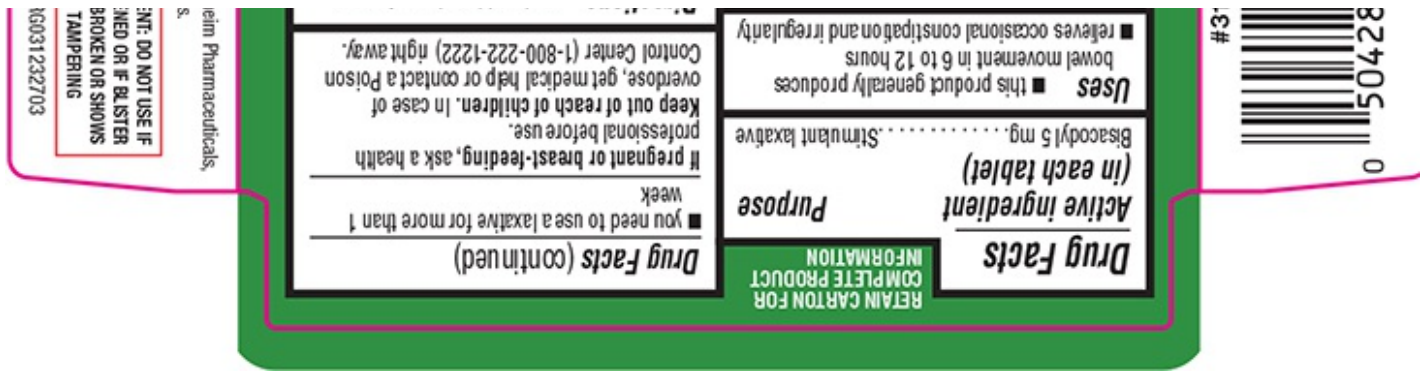 RETAIN CARTON FOR
COMPLETE PRODUCT
INFORMATION
Drug Facts
Active ingredient Purpose
(in each tablet)
Bisacodyl 5 mg.............Stimulant laxative
Uses ■ this product generally produces
bowel movement in 6 to 12 hours
■ relieves occasional constipation and irregularity
Drug Facts (continued)
■ you need to use a laxative for more than 1
week
If pregnant or breast-feeding, ask a health
professional before use.
Keep out of reach of children. In case of
overdose, get medical help or contact a Poison
Control Center (1-800-222-1222) right away.
heim Pharmaceuticals,
s.
ENT: DO NOT USE IF
ENED OR IF BLISTER
BROKEN OR SHOWS
TAMPERING
RG031232703
#31
0 50428